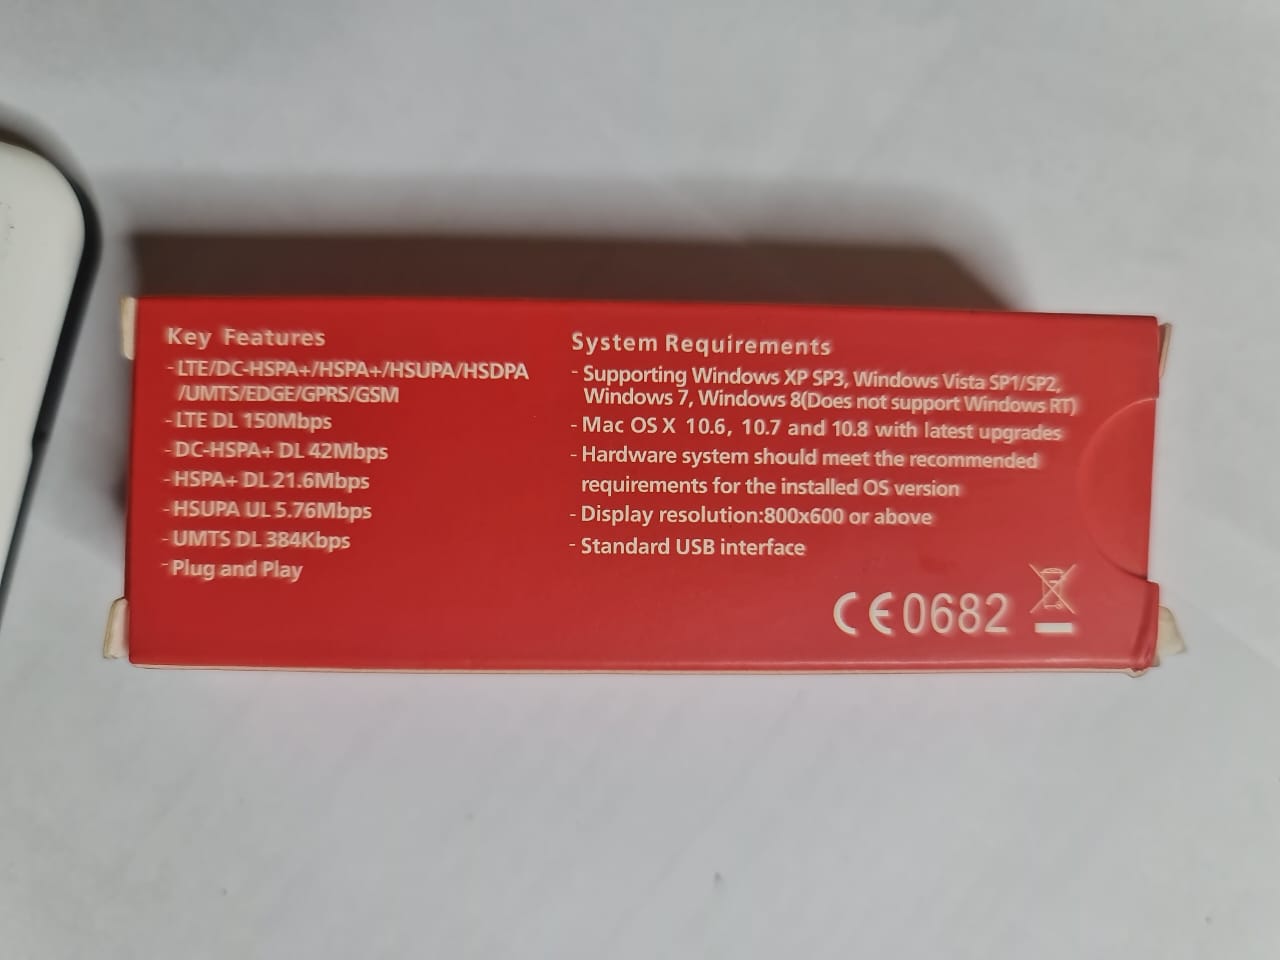 Key Features
- LTE/DC-HSPA+/HSPA+/HSUPA/HSDPA
/UMTS/EDGE/GPRS/GSM
- LTE DL 150Mbps
- DC-HSPA+ DL 42Mbps
- HSPA+ DL 21.6Mbps
- HSUPA UL 5.76Mbps
- UMTS DL 384Kbps
- Plug and Play
System Requirements
- Supporting Windows XP SP3, Windows Vista SP1/SP2,
Windows 7, Windows 8(Does not support Windows RT)
- Mac OS X 10.6, 10.7 and 10.8 with latest upgrades
- Hardware system should meet the recommended
requirements for the installed OS version
- Display resolution:800x600 or above
- Standard USB interface
CE0682